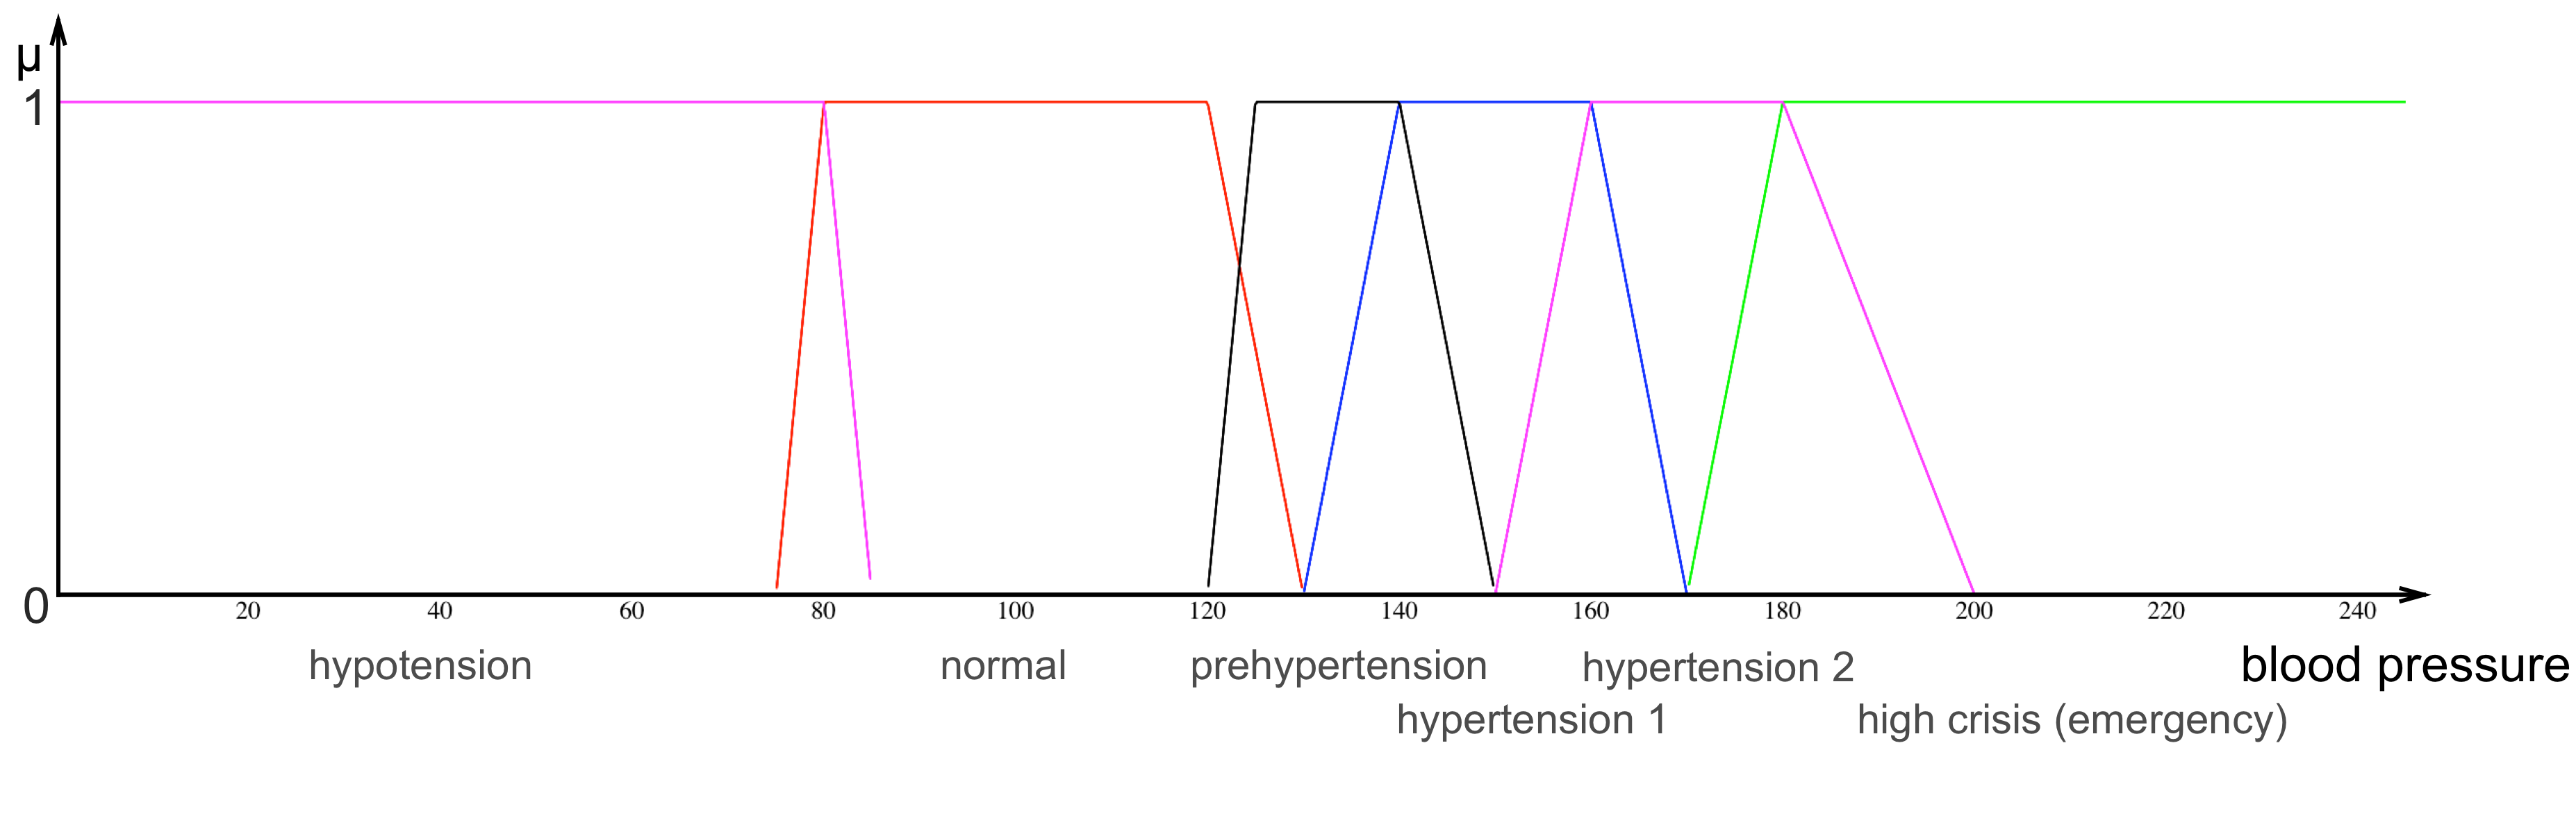 μ
1
0
20 40 60 80 100 120 140 160 180 200 220 240
hypotension normal prehypertension hypertension 2 blood pressure
hypertension 1 high crisis (emergency)